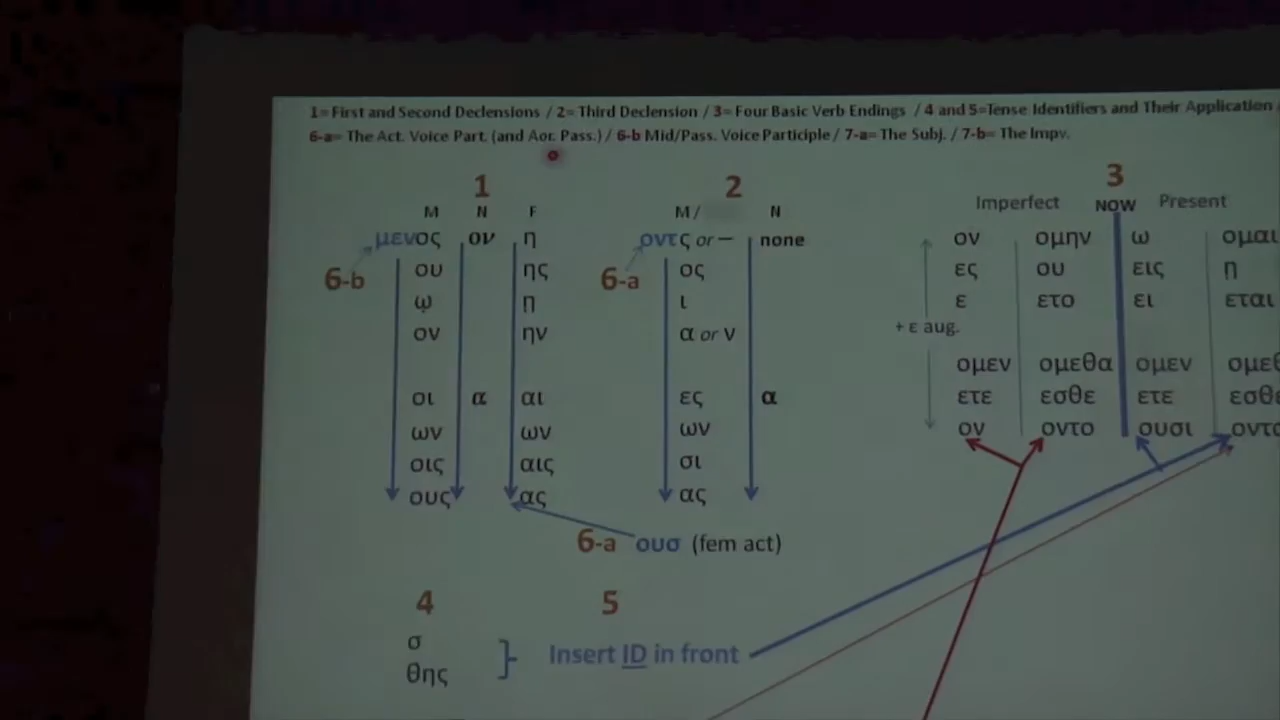 1=First and Second Declensions / 2=Third Declension / 3=Four Basic Verb Endings / 4 and 5=Tense Identifiers and Their Application
6-a= The Act. Voice Part. (and Aor. Pass.) / 6-b Mid/Pass. Voice Participle / 7-a= The Subj. / 7-b= The Impv.
1 2 3
M N F M/ N Imperfect NOW Present
μενος ον η οντς or – none ον ομην ω ομαι
6-b ου ης 6-a ος ες ου εις ῃ
ῳ ῃ ι ε ετο ει εται
ον ην α or ν + ε aug.
ομεν ομεθα ομεν
οι α αι ες α ετε εσθε ετε
ων ων ων ον οντο ουσι
οις αις σι
ους ας ας
6-a ουσ (fem act)
4 5
σ
θης } Insert ID in front